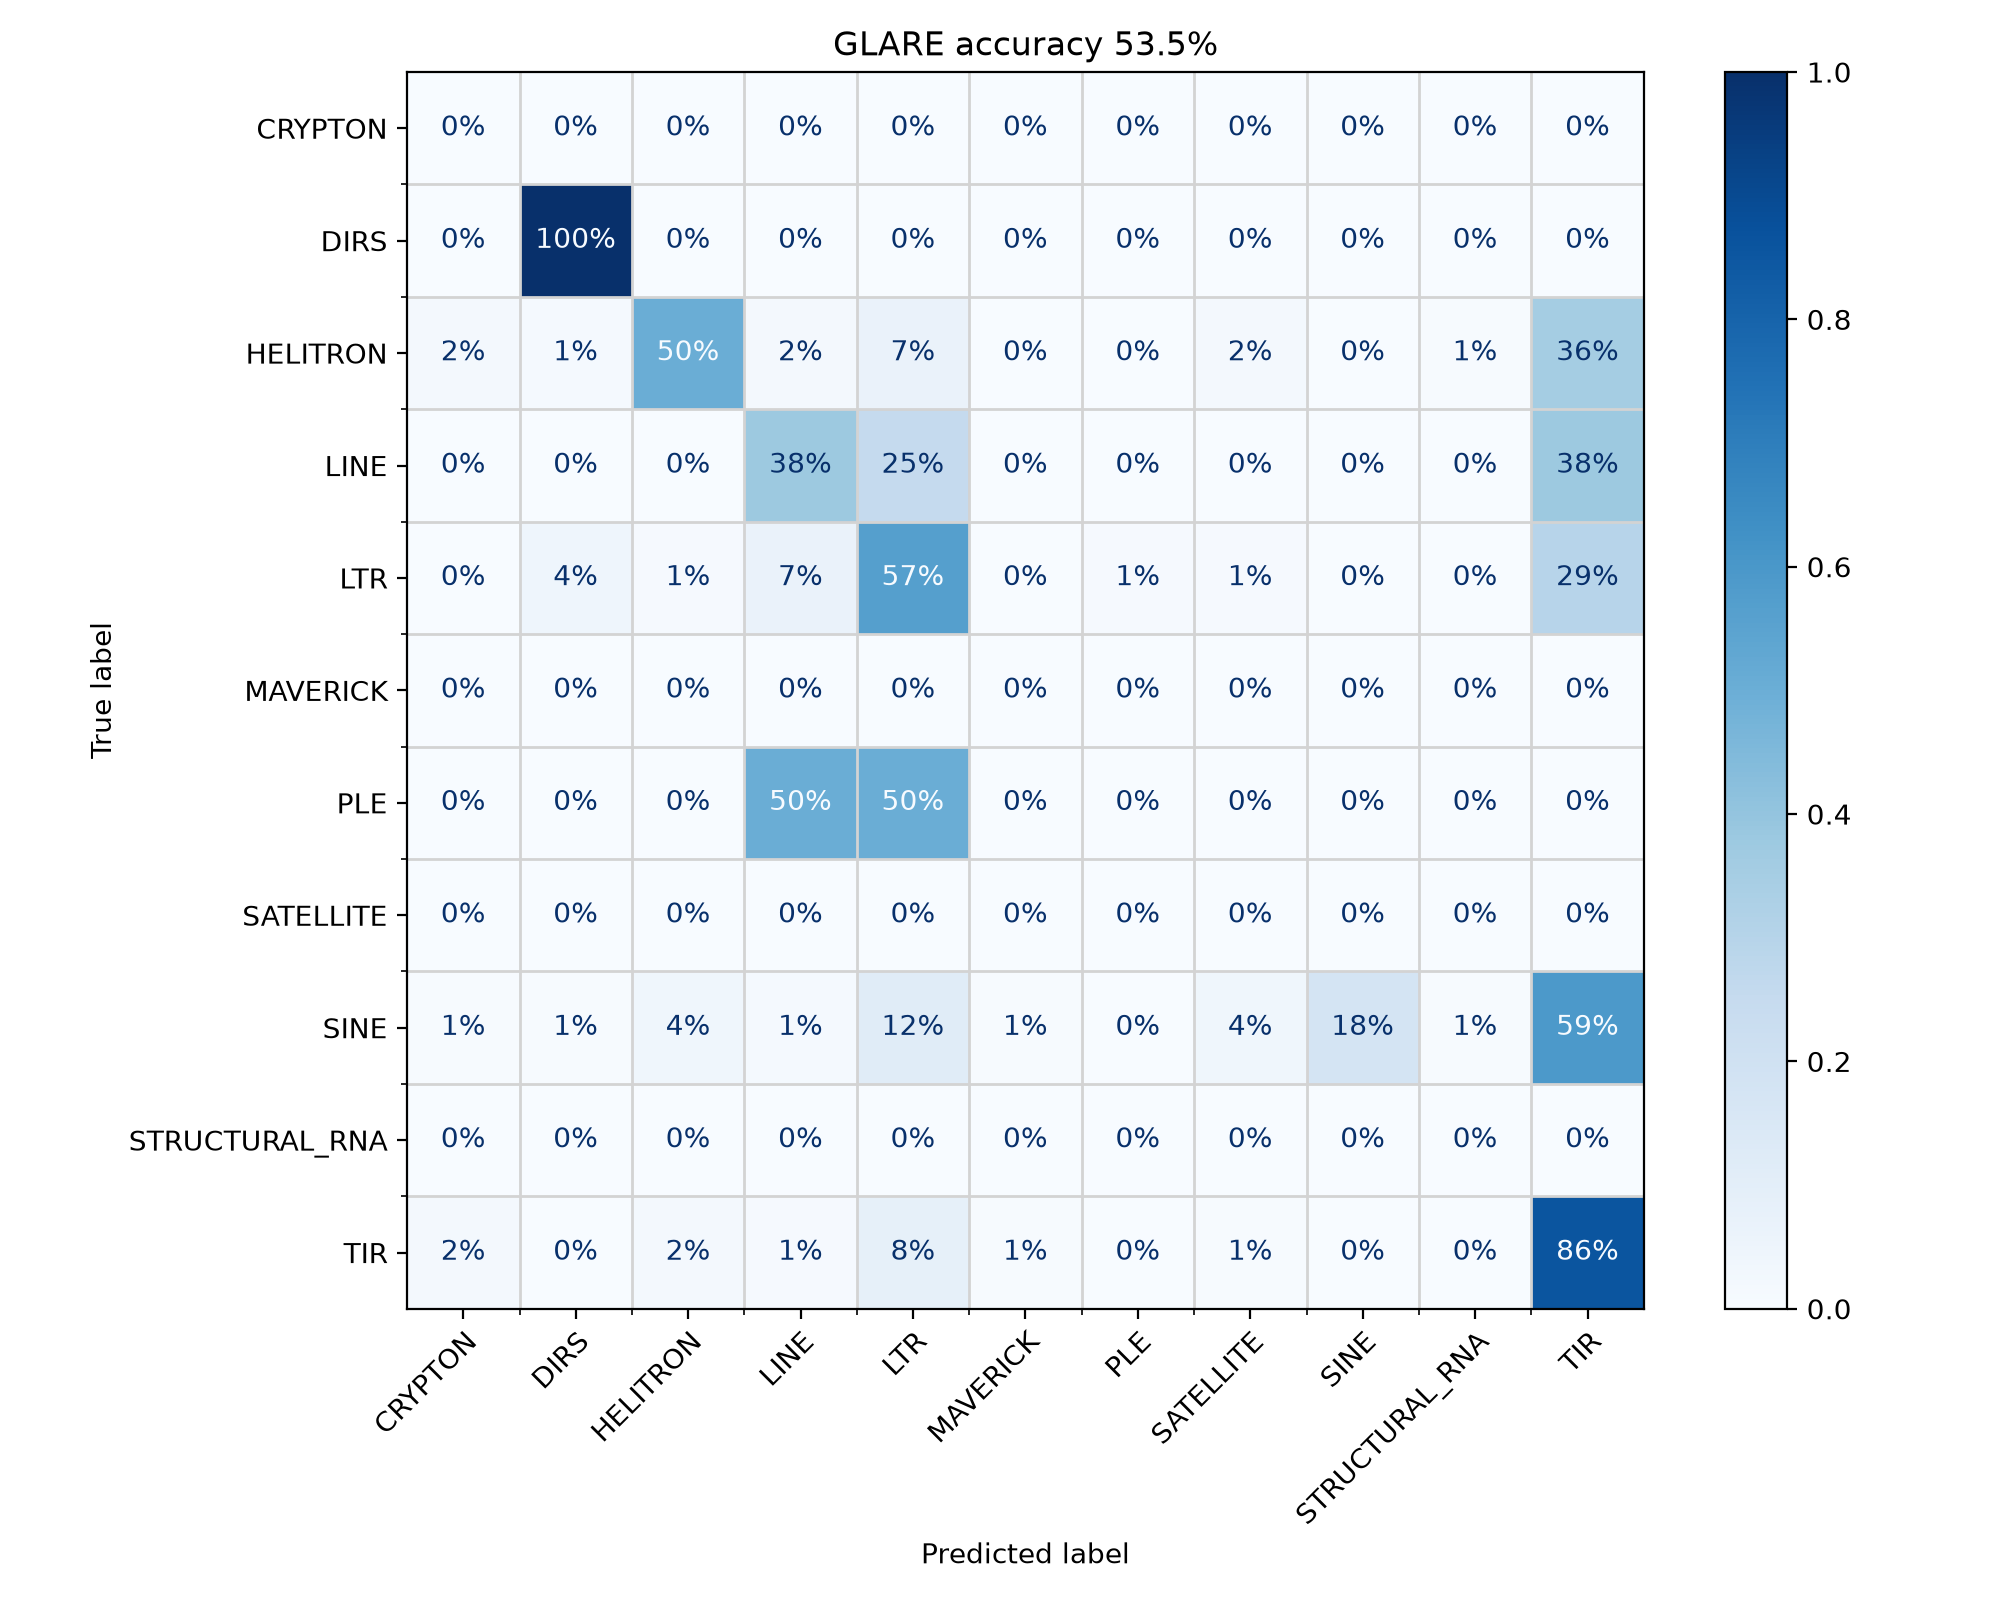 GLARE accuracy 53.5%
CRYPTON 0% 0% 0% 0% 0% 0% 0% 0% 0% 0% 0%
DIRS 0% 100% 0% 0% 0% 0% 0% 0% 0% 0% 0%
HELITRON 2% 1% 50% 2% 7% 0% 0% 2% 0% 1% 36%
LINE 0% 0% 0% 38% 25% 0% 0% 0% 0% 0% 38%
LTR 0% 4% 1% 7% 57% 0% 1% 1% 0% 0% 29%
MAVERICK 0% 0% 0% 0% 0% 0% 0% 0% 0% 0% 0%
PLE 0% 0% 0% 50% 50% 0% 0% 0% 0% 0% 0%
SATELLITE 0% 0% 0% 0% 0% 0% 0% 0% 0% 0% 0%
SINE 1% 1% 4% 1% 12% 1% 0% 4% 18% 1% 59%
STRUCTURAL_RNA 0% 0% 0% 0% 0% 0% 0% 0% 0% 0% 0%
TIR 2% 0% 2% 1% 8% 1% 0% 1% 0% 0% 86%
True label
CRYPTON DIRS HELITRON LINE LTR MAVERICK PLE SATELLITE SINE STRUCTURAL_RNA TIR
Predicted label
1.0
0.8
0.6
0.4
0.2
0.0